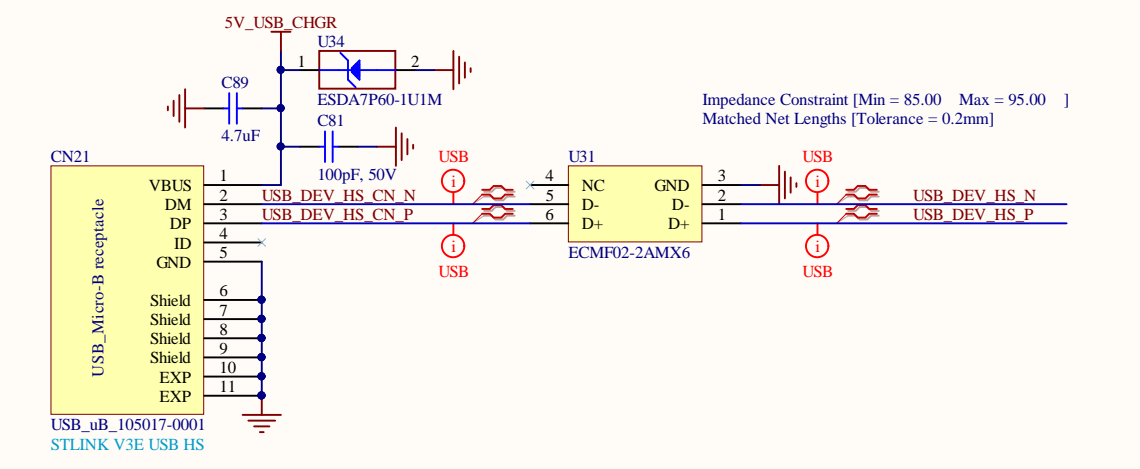 5V_USB_CHGR
U34
1
2
ESDA7P60-1U1M
C89
4.7uF
C81
100pF, 50V
Impedance Constraint [Min = 85.00 Max = 95.00 ]
Matched Net Lengths [Tolerance = 0.2mm]
CN21
USB_Micro-B receptacle
VBUS 1
DM 2
DP 3
ID 4
GND 5
Shield 6
Shield 7
Shield 8
Shield 9
EXP 10
EXP 11
USB_uB_105017-0001
STLINK V3E USB HS
USB_DEV_HS_CN_N
USB_DEV_HS_CN_P
USB
i
i
USB
U31
4 NC GND 3
5 D- D- 2
6 D+ D+ 1
ECMF02-2AMX6
USB
i
i
USB
USB_DEV_HS_N
USB_DEV_HS_P